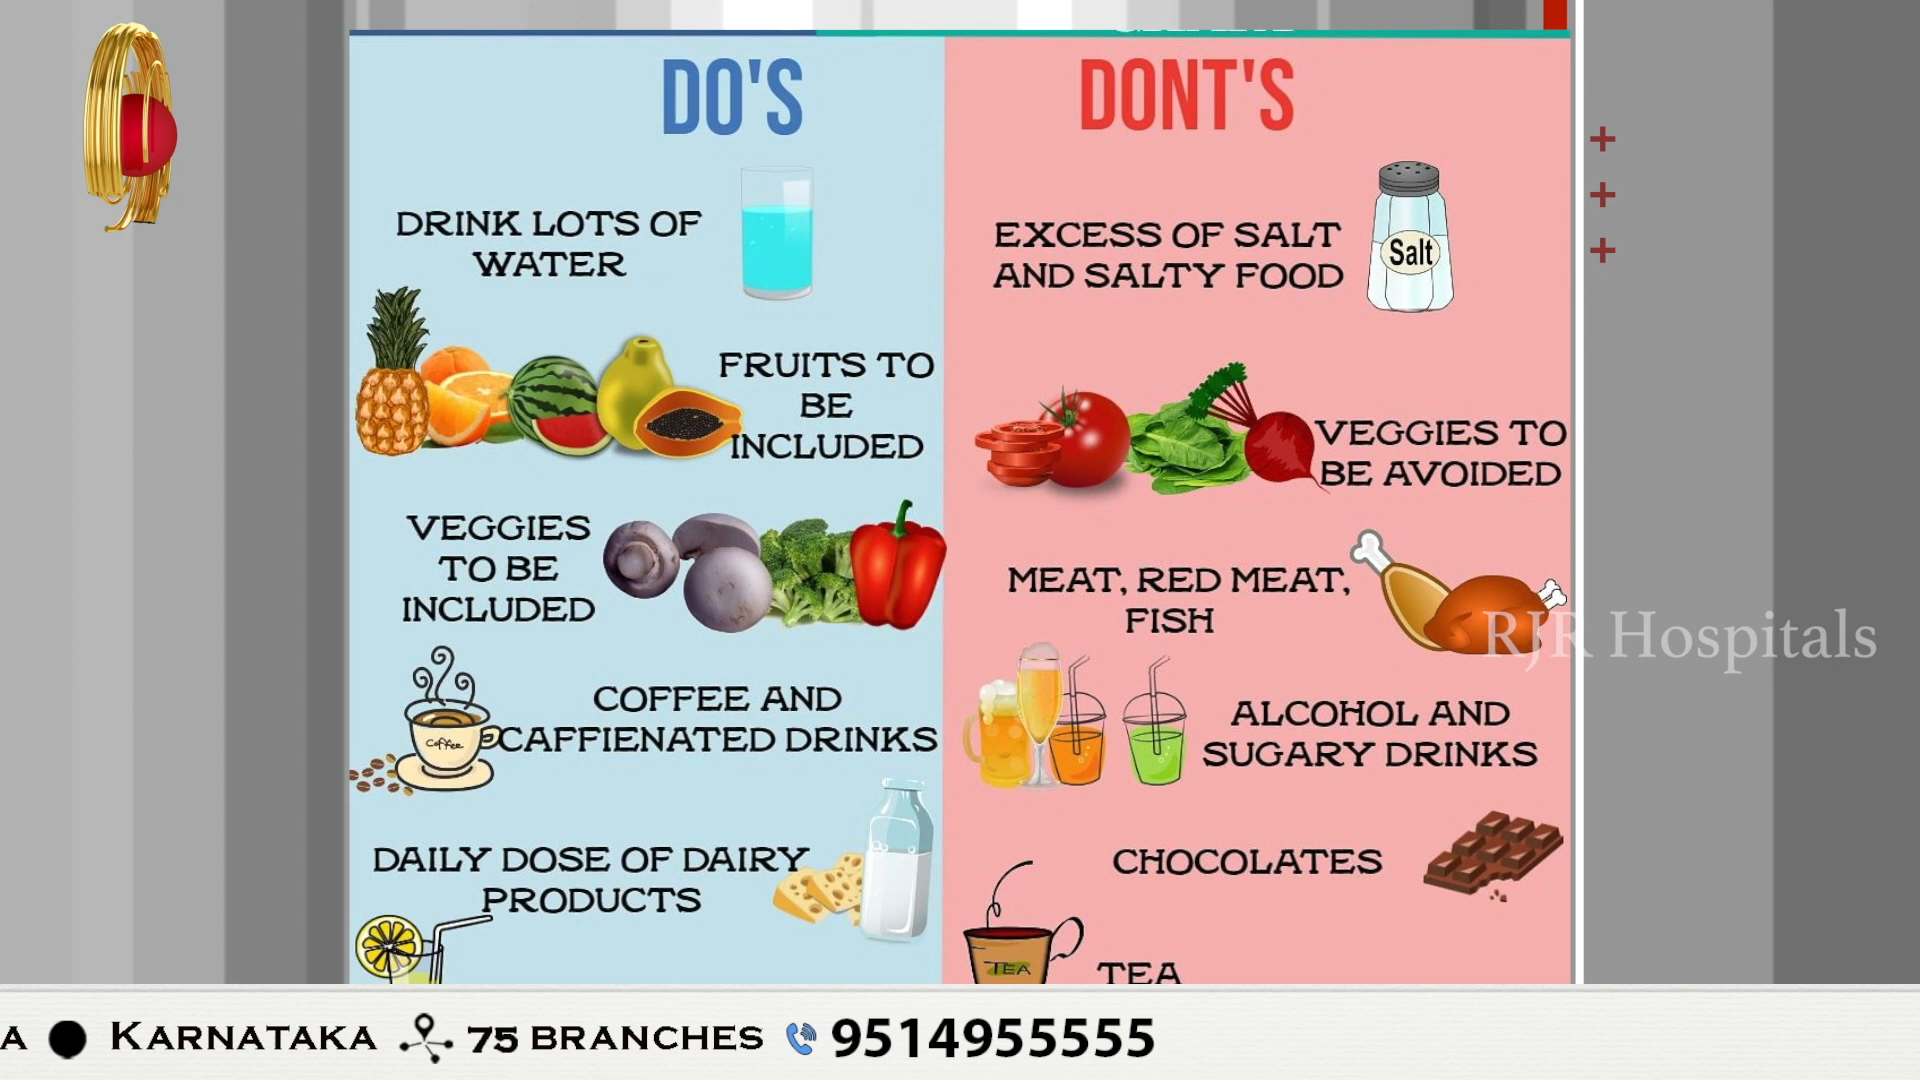 DO'S
DRINK LOTS OF
WATER
FRUITS TO
BE
INCLUDED
VEGGIES
TO BE
INCLUDED
Coffee
COFFEE AND
CAFFIENATED DRINKS
DAILY DOSE OF DAIRY
PRODUCTS
DONT'S
EXCESS OF SALT
AND SALTY FOOD
Salt
VEGGIES TO
BE AVOIDED
MEAT, RED MEAT,
FISH
ALCOHOL AND
SUGARY DRINKS
CHOCOLATES
TEA
TEA
RJR Hospitals
A ● KARNATAKA 75 BRANCHES 9514955555